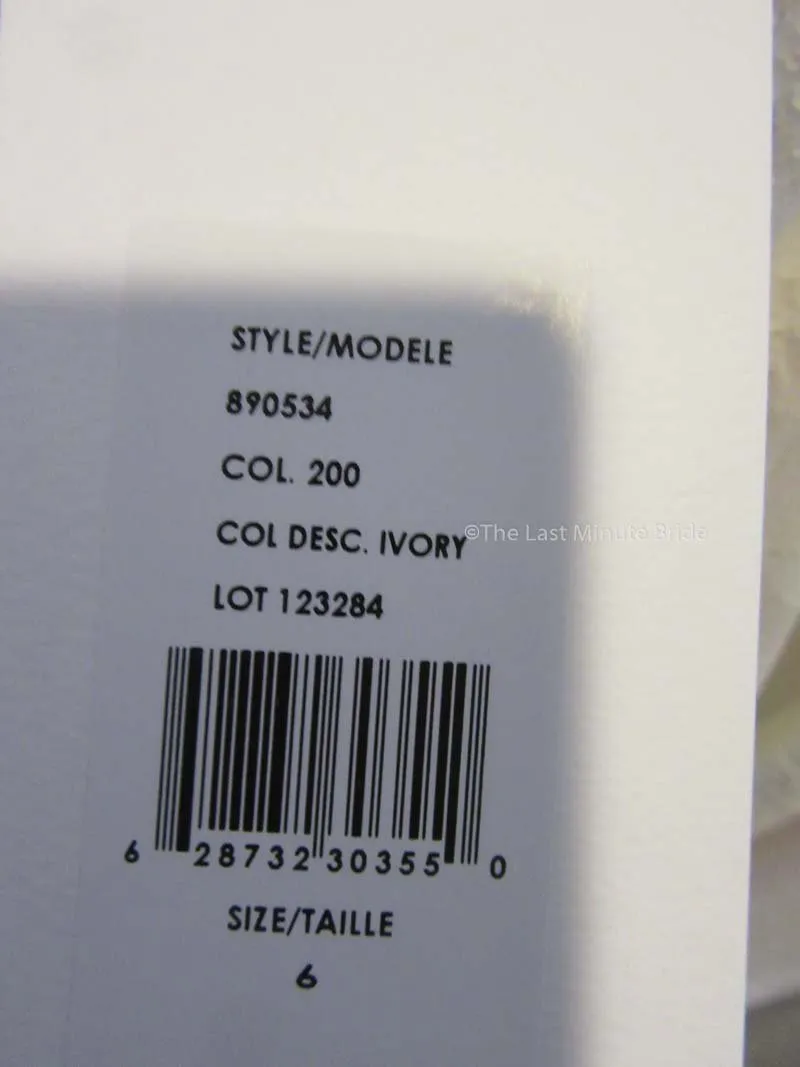 STYLE/MODELE
890534
COL. 200
COL DESC. IVORY
©The Last Minute Bride
LOT 123284
6 28732 30355 0
SIZE/TAILLE
6